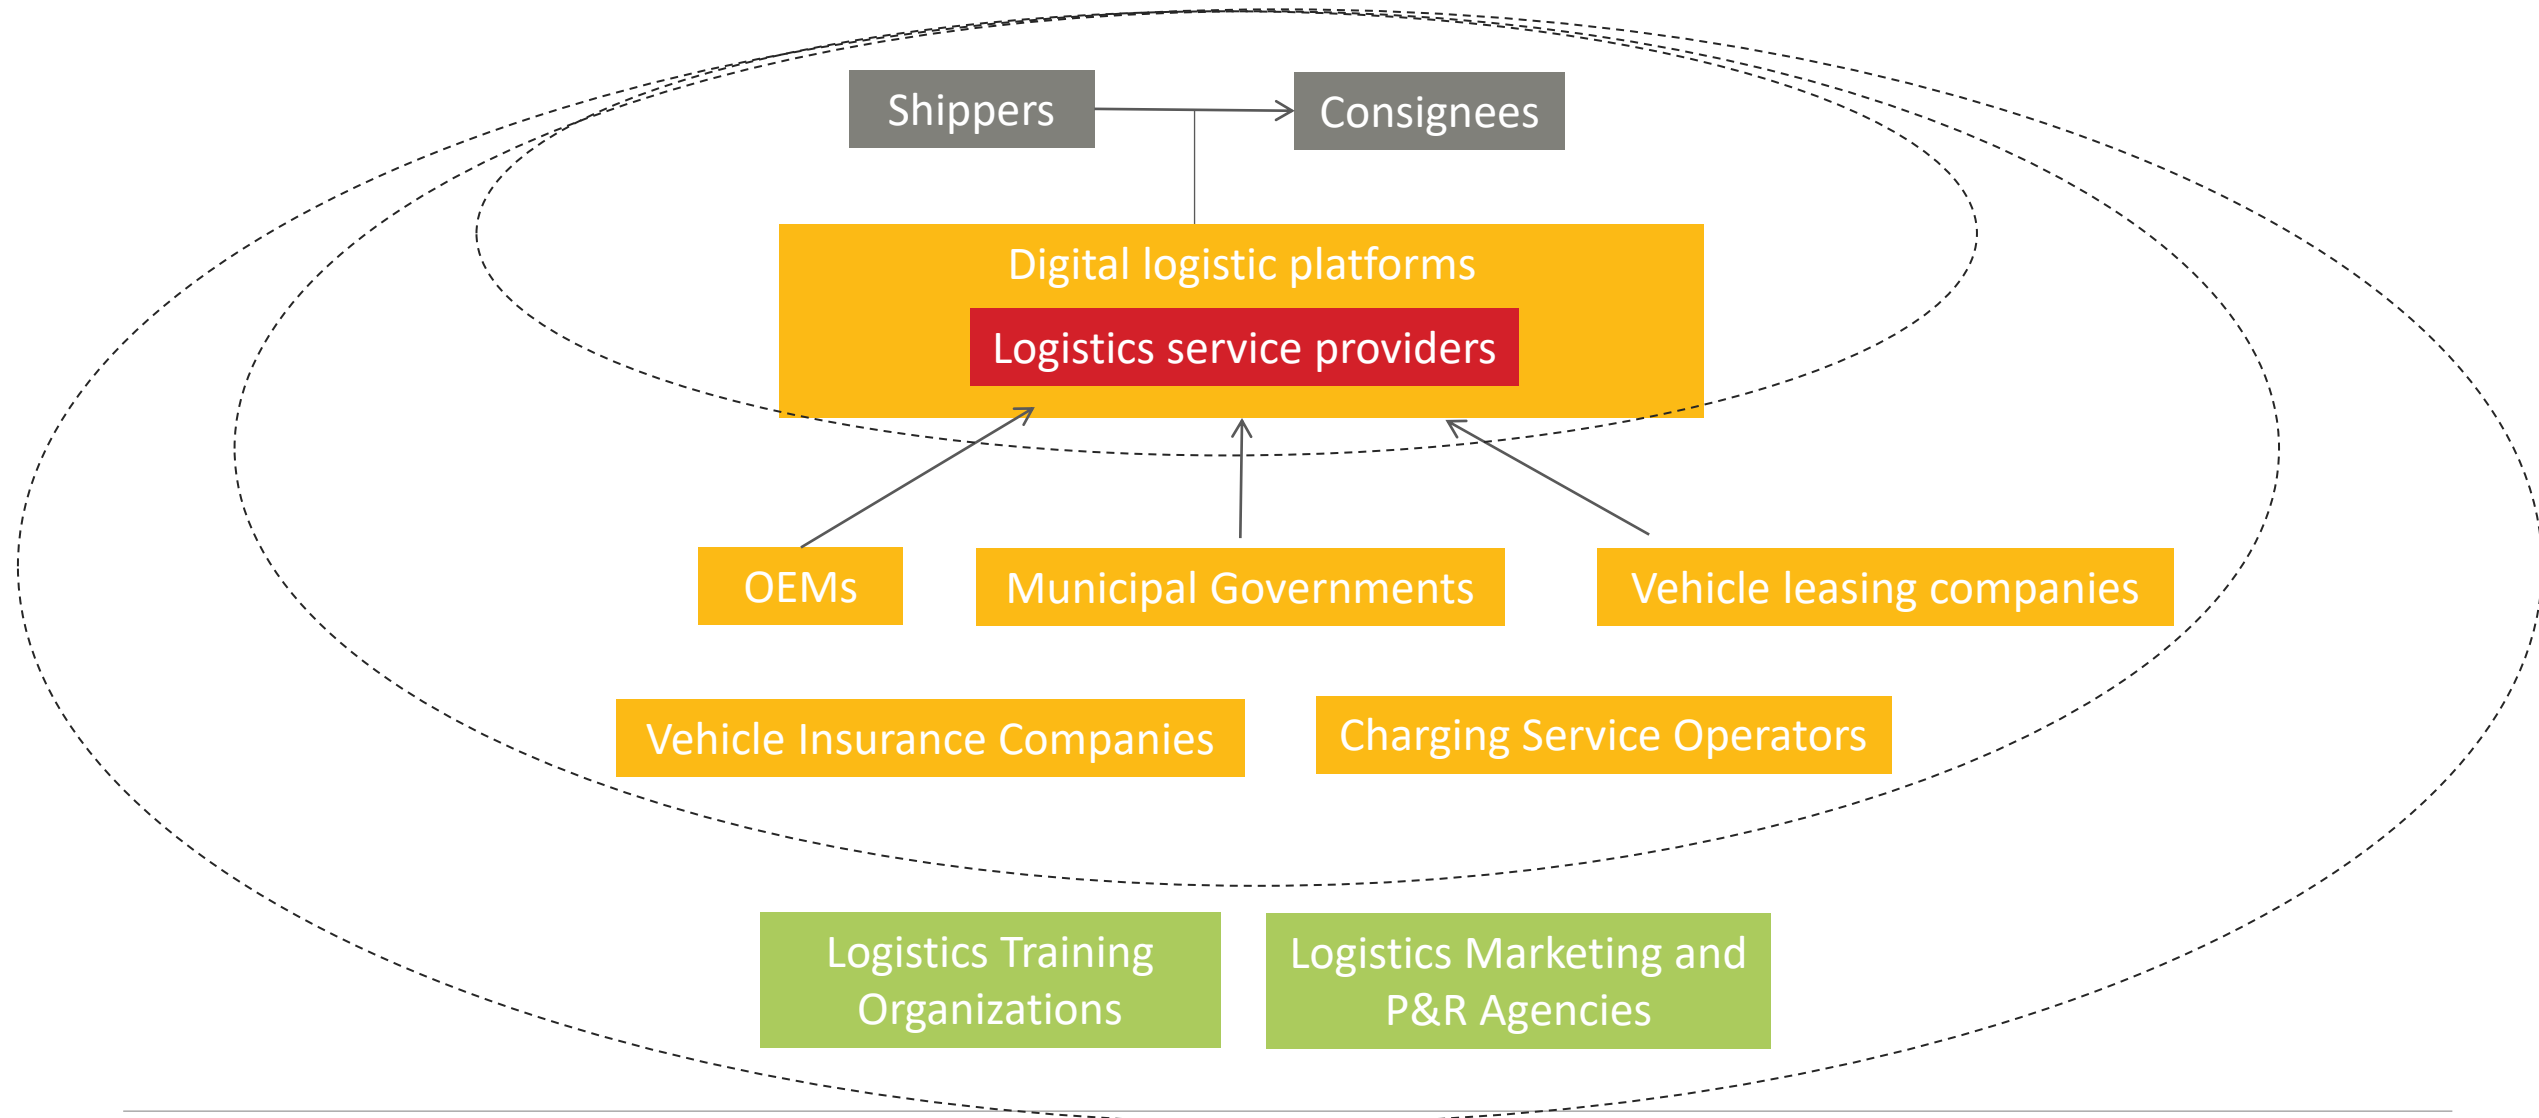 Shippers
Consignees
Digital logistic platforms
Logistics service providers
OEMs
Municipal Governments
Vehicle leasing companies
Vehicle Insurance Companies
Charging Service Operators
Logistics Training
Organizations
Logistics Marketing and
P&R Agencies